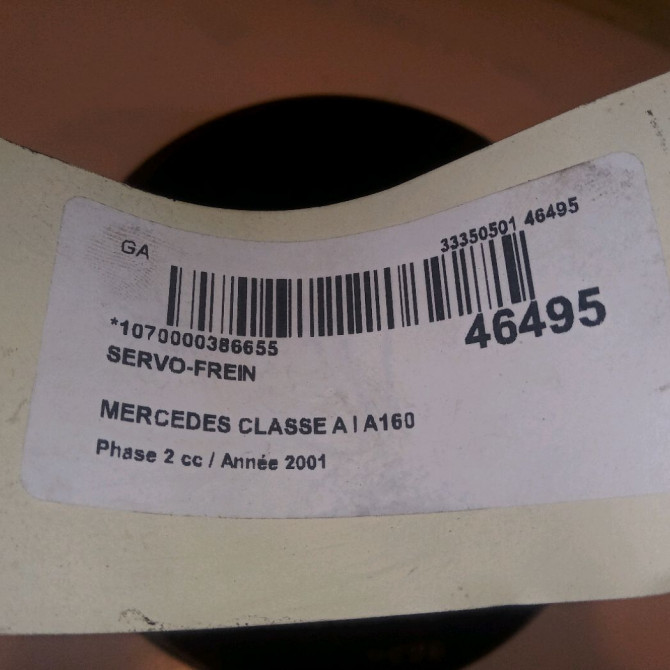 GA
33350501 46495
*1070000386655
46495
SERVO-FREIN
MERCEDES CLASSE A I A160
Phase 2 cc / Année 2001